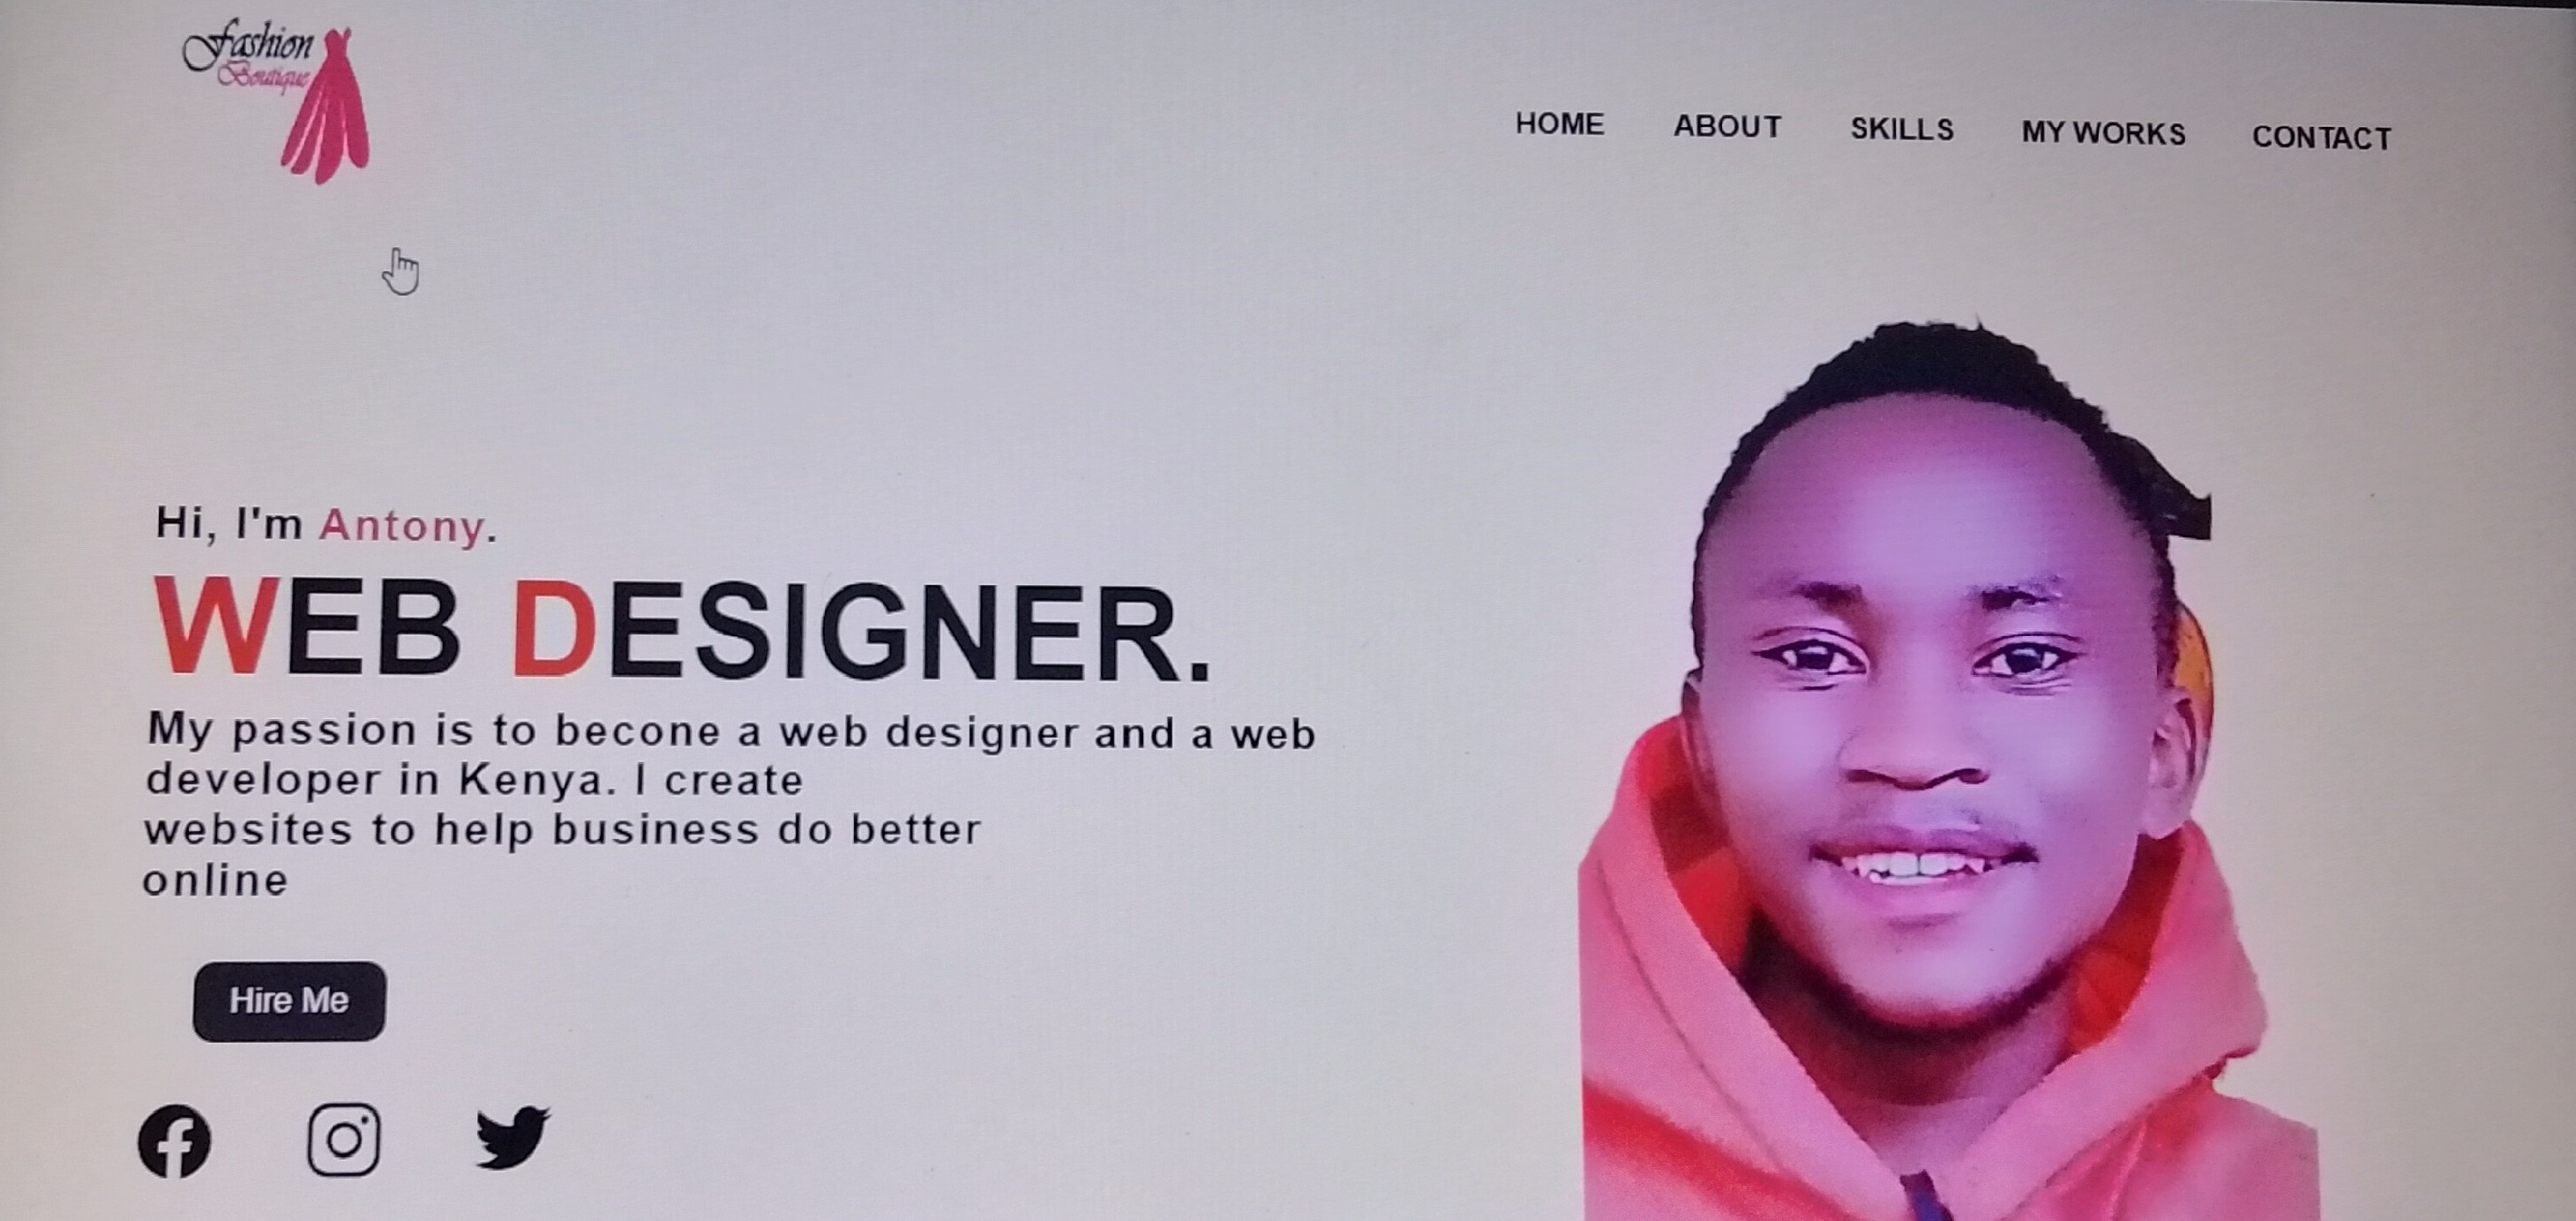 fashion
Boutique
HOME ABOUT SKILLS MY WORKS CONTACT
Hi, I'm Antony.
WEB DESIGNER.
My passion is to becone a web designer and a web
developer in Kenya. I create
websites to help business do better
online
Hire Me